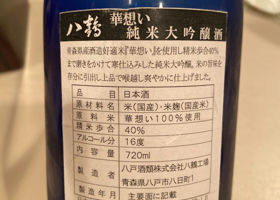 八鶴
華想い
純米大吟醸酒
青森県産酒造好適米『華想い』を使用し精米歩合40%
まで磨きをかけて寒仕込みした純米大吟醸。米の旨味を
存分に引出し上品で喉越し爽やかに仕上げました。
品目 日本酒
原材料名 米(国産)・米麹(国産米)
原料米 華想い100%使用
精米歩合 40%
アルコール分 16度
内容量 720ml
製造者 八戸酒類株式会社八鶴工場
青森県八戸市八日町1
製造年月 主要面に記載